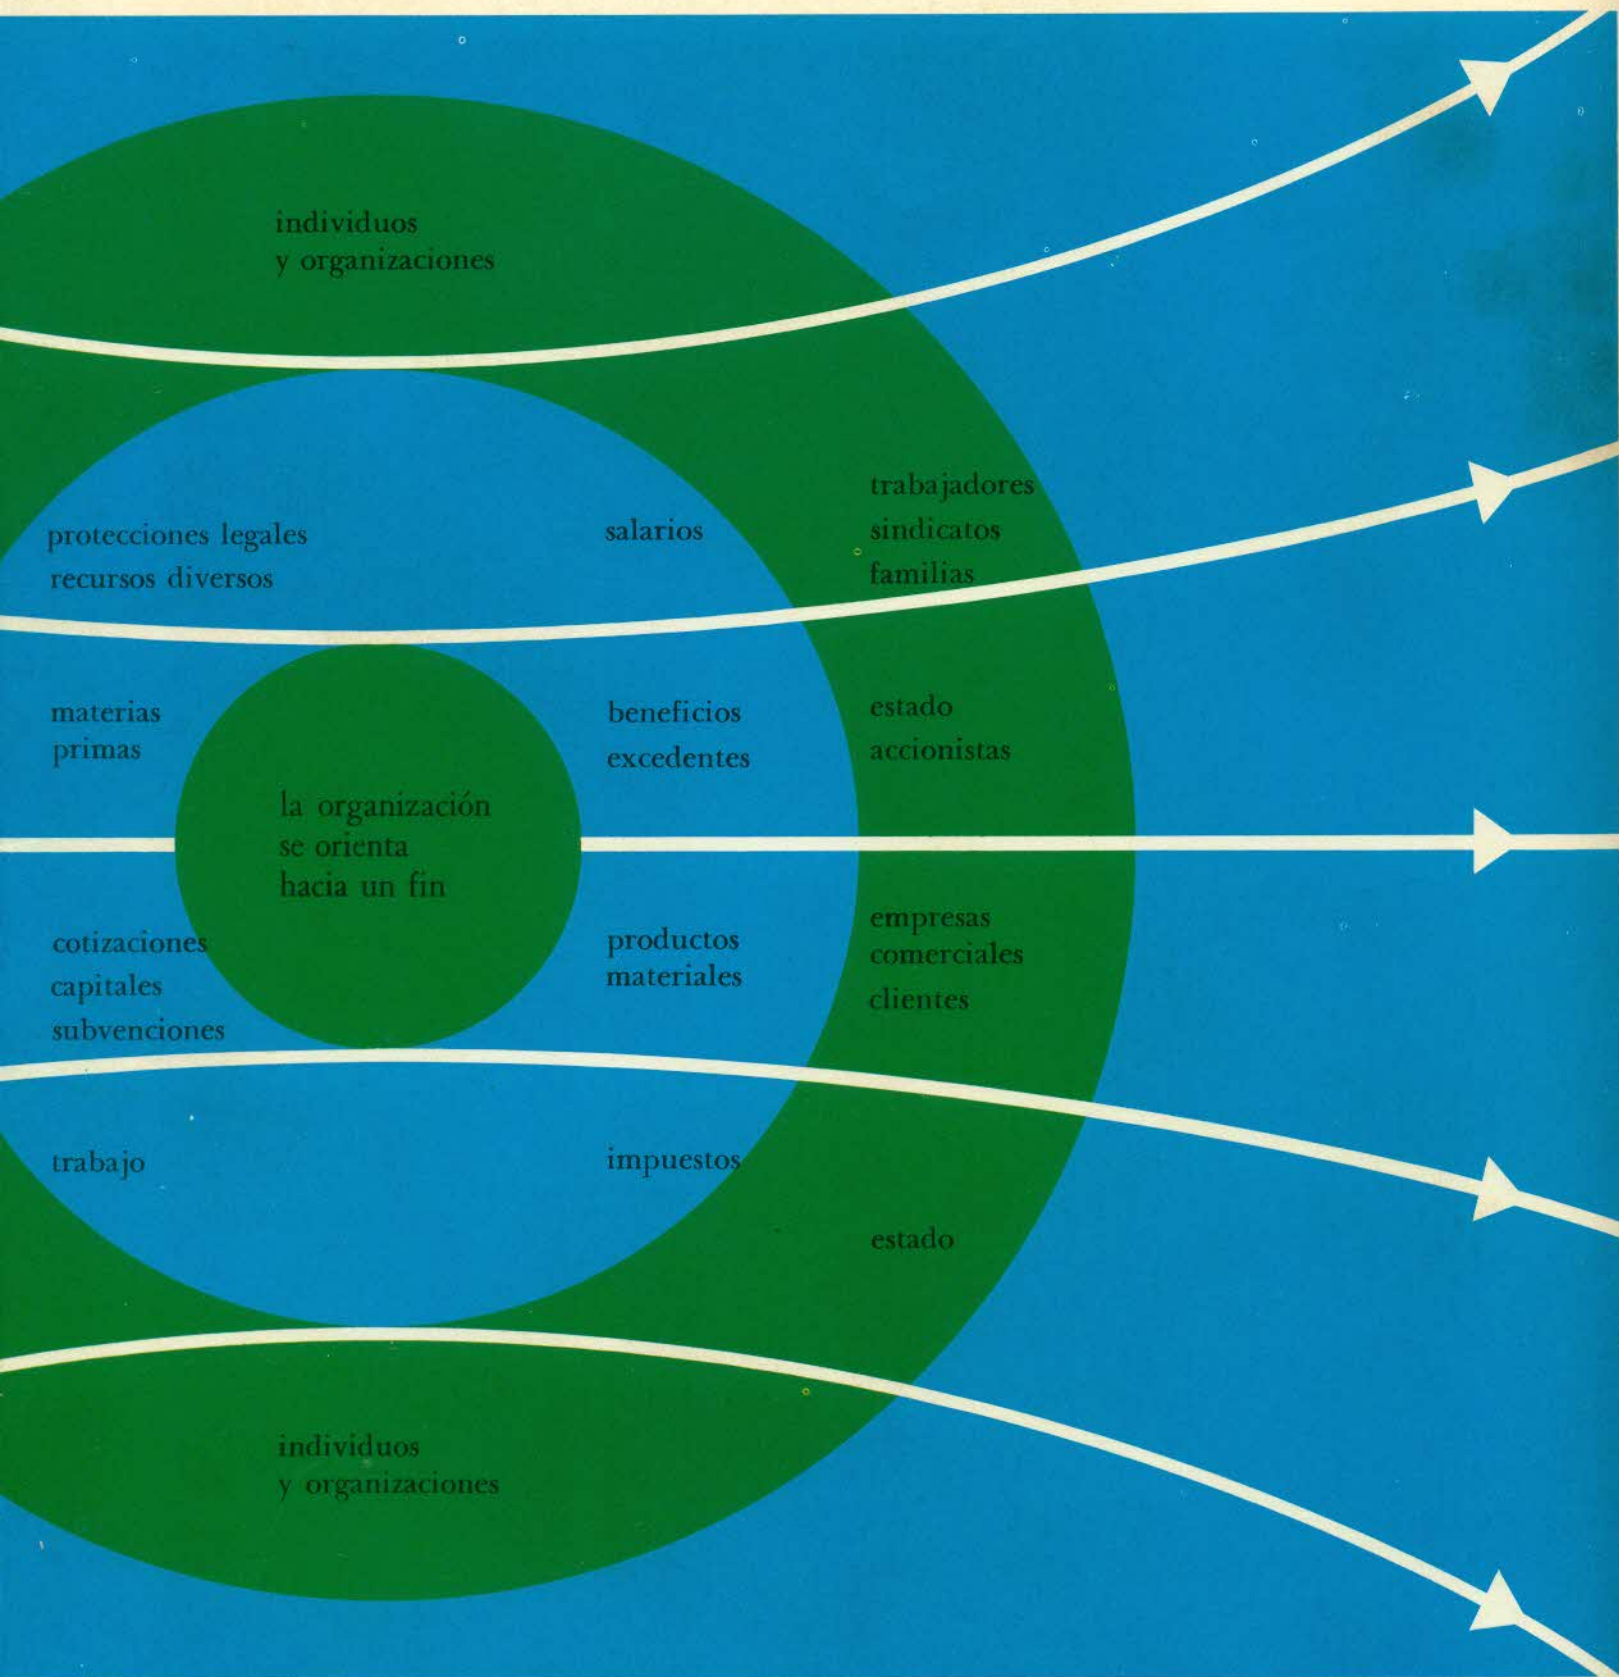 individuos
y organizaciones
protecciones legales
recursos diversos
salarios
trabajadores
sindicatos
familias
materias
primas
beneficios
excedentes
estado
accionistas
la organización
se orienta
hacia un fin
cotizaciones
capitales
subvenciones
productos
materiales
empresas
comerciales
clientes
trabajo
impuestos
estado
individuos
y organizaciones